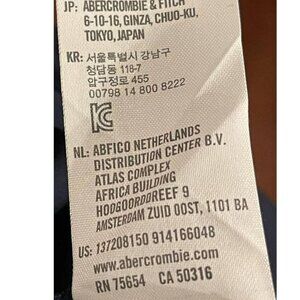 JP: ABERCROMBIE & FITCH
6-10-16, GINZA, CHUO-KU,
TOKYO, JAPAN
KR: 서울특별시 강남구
청담동 118-7
압구정로 455
00798 14 800 8222
KC
NL: ABFICO NETHERLANDS
DISTRIBUTION CENTER B.V.
ATLAS COMPLEX
AFRICA BUILDING
HOOGOORDDREEF 9
AMSTERDAM ZUID OOST, 1101 BA
US: 137208150 914166048
www.abercrombie.com
RN 75654 CA 50316